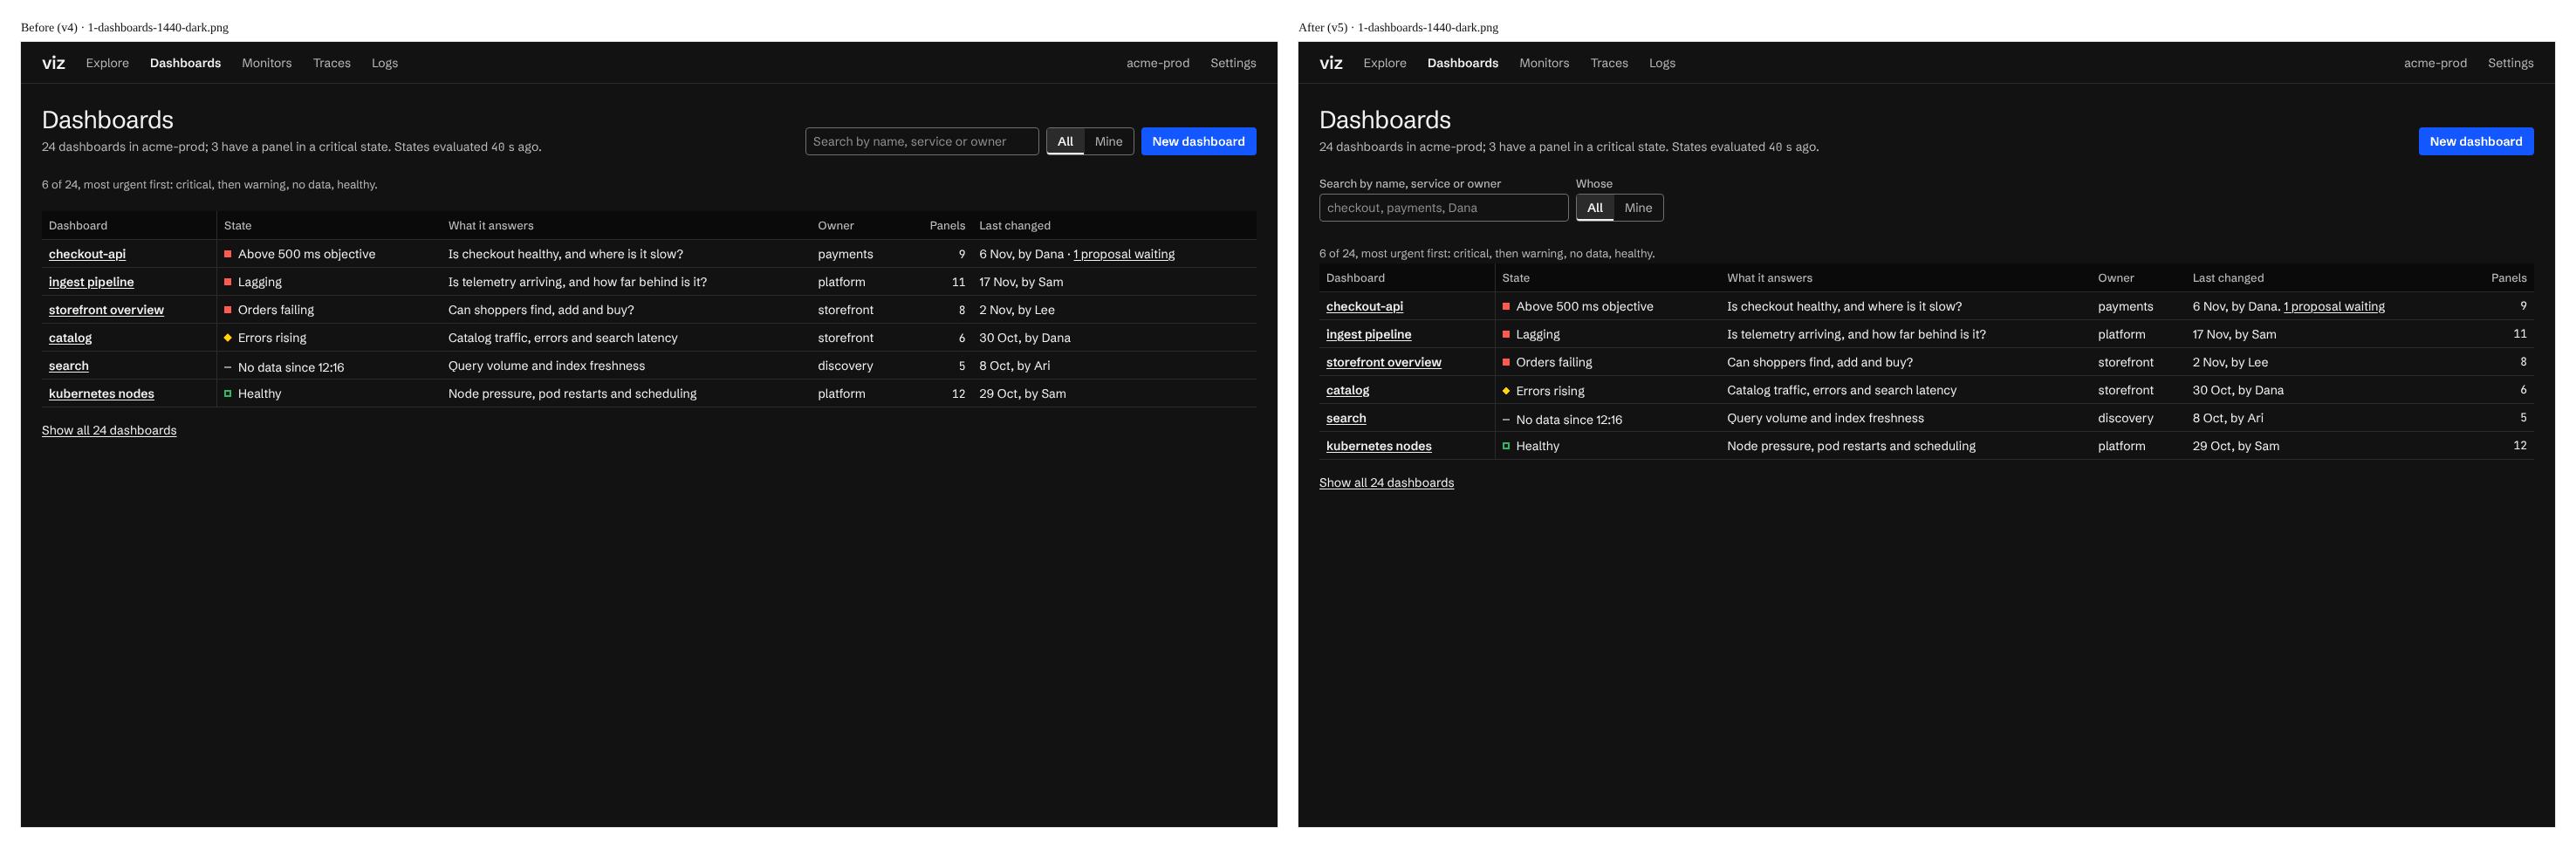 Before (v4) · 1-dashboards-1440-dark.png
viz Explore Dashboards Monitors Traces Logs acme-prod Settings
Dashboards
24 dashboards in acme-prod; 3 have a panel in a critical state. States evaluated 40 s ago.
Search by name, service or owner All Mine New dashboard
6 of 24, most urgent first: critical, then warning, no data, healthy.
Dashboard State What it answers Owner Panels Last changed
checkout-api Above 500 ms objective Is checkout healthy, and where is it slow? payments 9 6 Nov, by Dana · 1 proposal waiting
ingest pipeline Lagging Is telemetry arriving, and how far behind is it? platform 11 17 Nov, by Sam
storefront overview Orders failing Can shoppers find, add and buy? storefront 8 2 Nov, by Lee
catalog Errors rising Catalog traffic, errors and search latency storefront 6 30 Oct, by Dana
search No data since 12:16 Query volume and index freshness discovery 5 8 Oct, by Ari
kubernetes nodes Healthy Node pressure, pod restarts and scheduling platform 12 29 Oct, by Sam
Show all 24 dashboards
After (v5) · 1-dashboards-1440-dark.png
viz Explore Dashboards Monitors Traces Logs acme-prod Settings
Dashboards
24 dashboards in acme-prod; 3 have a panel in a critical state. States evaluated 40 s ago.
New dashboard
Search by name, service or owner Whose
checkout, payments, Dana All Mine
6 of 24, most urgent first: critical, then warning, no data, healthy.
Dashboard State What it answers Owner Last changed Panels
checkout-api Above 500 ms objective Is checkout healthy, and where is it slow? payments 6 Nov, by Dana. 1 proposal waiting 9
ingest pipeline Lagging Is telemetry arriving, and how far behind is it? platform 17 Nov, by Sam 11
storefront overview Orders failing Can shoppers find, add and buy? storefront 2 Nov, by Lee 8
catalog Errors rising Catalog traffic, errors and search latency storefront 30 Oct, by Dana 6
search No data since 12:16 Query volume and index freshness discovery 8 Oct, by Ari 5
kubernetes nodes Healthy Node pressure, pod restarts and scheduling platform 29 Oct, by Sam 12
Show all 24 dashboards